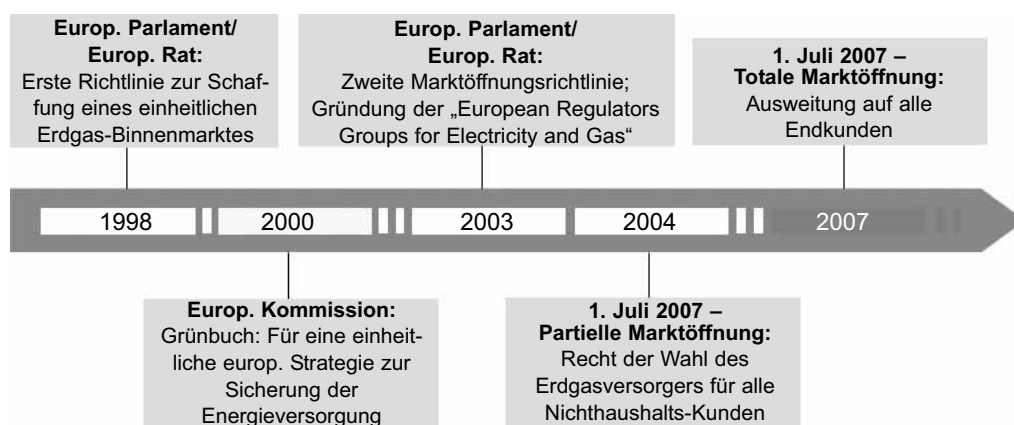 Europ. Parlament/
Europ. Rat:
Erste Richtlinie zur Schaf-
fung eines einheitlichen
Erdgas-Binnenmarktes
Europ. Parlament/
Europ. Rat:
Zweite Marktöffnungsrichtlinie;
Gründung der „European Regulators
Groups for Electricity and Gas“
1. Juli 2007 –
Totale Marktöffnung:
Ausweitung auf alle
Endkunden
1998
2000
2003
2004
2007
Europ. Kommission:
Grünbuch: Für eine einheit-
liche europ. Strategie zur
Sicherung der
Energieversorgung
1. Juli 2007 –
Partielle Marktöffnung:
Recht der Wahl des
Erdgasversorgers für alle
Nichthaushalts-Kunden